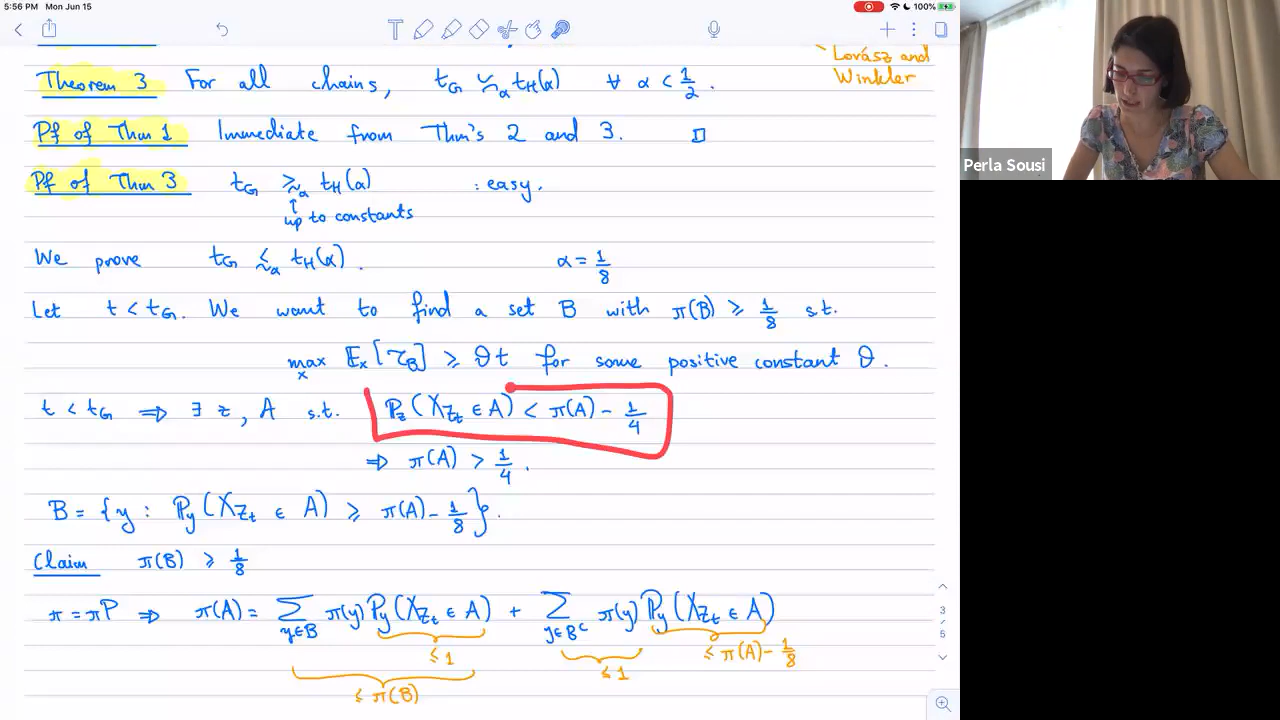 5:56 PM Mon Jun 15
100%
Lovász and
Winkler
Theorem 3 For all chains, t_G ≍_α t_H(α) ∀ α < 1/2.
Pf of Thm 1 Immediate from Thm's 2 and 3. □
Pf of Thm 3 t_G ≳_α t_H(α) : easy.
↑
up to constants
We prove t_G ≲_α t_H(α). α = 1/8
Let t < t_G. We want to find a set B with π(B) ≥ 1/8 s.t.
max_x 𝔼_x[τ_B] ≥ θt for some positive constant θ.
t < t_G ⇒ ∃ z, A s.t. ℙ_z(X_{Z_t} ∈ A) < π(A) - 1/4
⇒ π(A) > 1/4.
B = {y : ℙ_y(X_{Z_t} ∈ A) ≥ π(A) - 1/8}.
Claim π(B) ≥ 1/8
π = πP ⇒ π(A) = Σ_{y∈B} π(y) ℙ_y(X_{Z_t} ∈ A) + Σ_{y∈B^c} π(y) ℙ_y(X_{Z_t} ∈ A)
≤ 1 ≤ 1 ≤ π(A) - 1/8
≤ π(B)
3/5
Perla Sousi